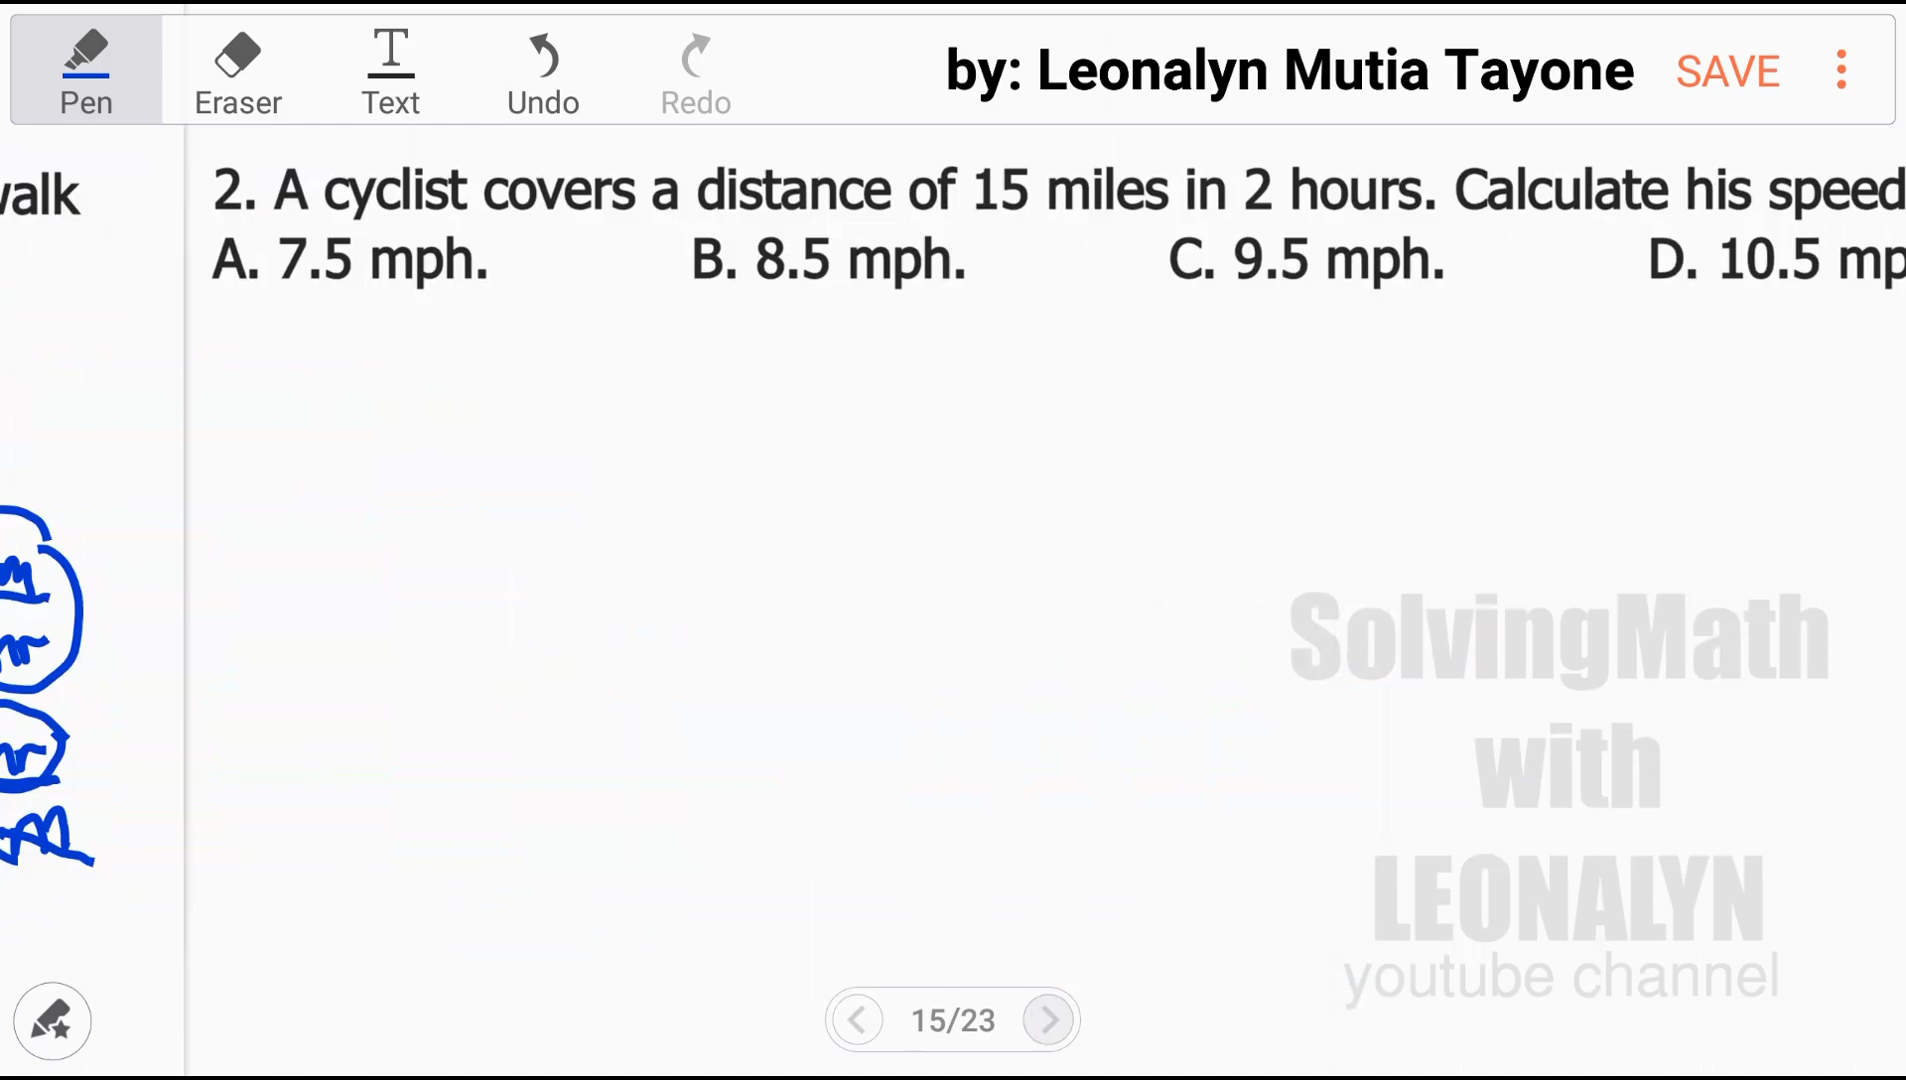 by: Leonalyn Mutia Tayone
SAVE
Pen
Eraser
Text
Undo
Redo
2. A cyclist covers a distance of 15 miles in 2 hours. Calculate his speed
A. 7.5 mph. B. 8.5 mph. C. 9.5 mph. D. 10.5 mp
SolvingMath
with
LEONALYN
youtube channel
15/23